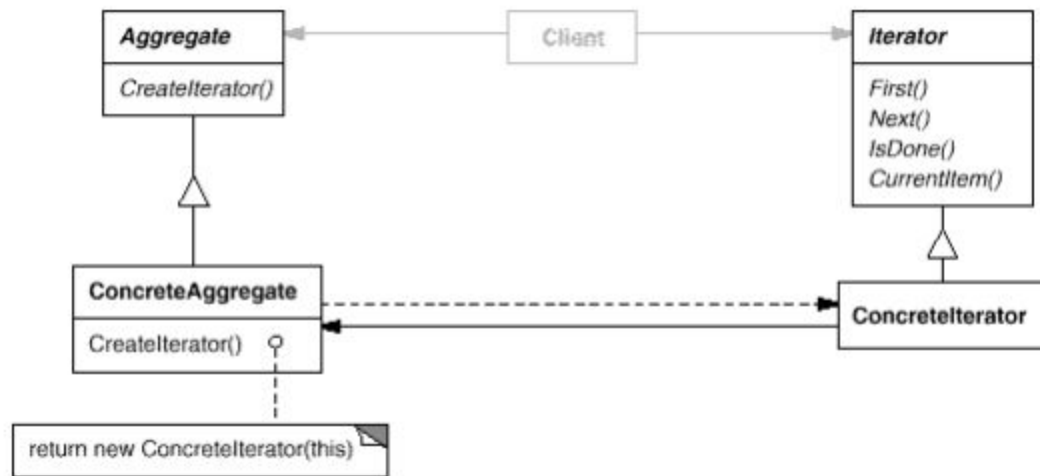 Aggregate
CreateIterator()
Client
Iterator
First()
Next()
IsDone()
CurrentItem()
ConcreteAggregate
CreateIterator()
ConcreteIterator
return new ConcreteIterator(this)